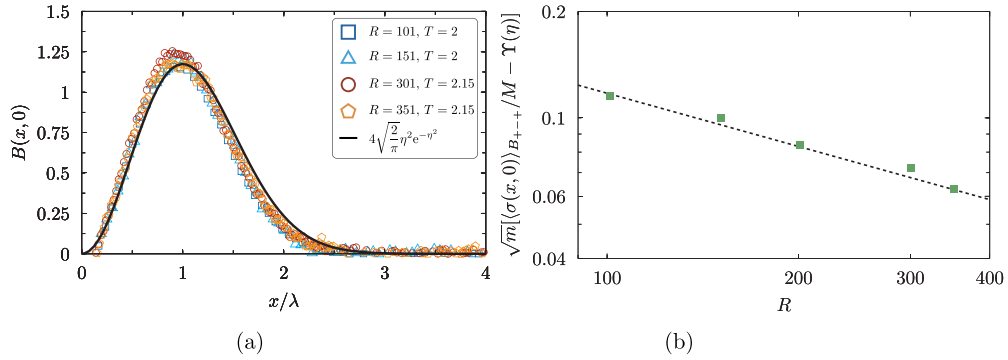 1.5
1.25
1
0.75
0.5
0.25
0
B(x, 0)
R = 101, T = 2
R = 151, T = 2
R = 301, T = 2.15
R = 351, T = 2.15
4√(2/π)η²e^{−η²}
0 1 2 3 4
x/λ
(a)
0.2
0.1
0.06
0.04
√m[⟨σ(x, 0)⟩_{B_{+−+}}/M − Υ(η)]
100 200 300 400
R
(b)